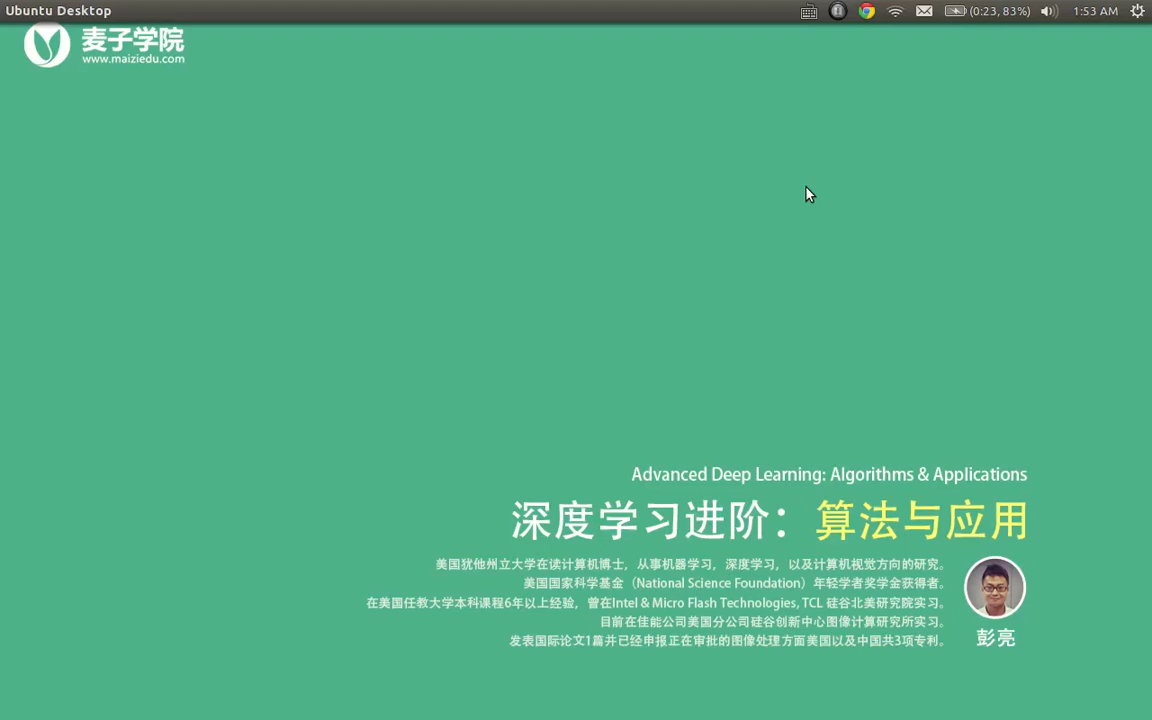 Ubuntu Desktop
(0:23, 83%)
1:53 AM
麦子学院
www.maiziedu.com
Advanced Deep Learning: Algorithms & Applications
深度学习进阶：算法与应用
美国犹他州立大学在读计算机博士，从事机器学习，深度学习，以及计算机视觉方向的研究。
美国国家科学基金（National Science Foundation）年轻学者奖学金获得者。
在美国任教大学本科课程6年以上经验，曾在Intel & Micro Flash Technologies, TCL 硅谷北美研究院实习。
目前在佳能公司美国分公司硅谷创新中心图像计算研究所实习。
发表国际论文1篇并已经申报正在审批的图像处理方面美国以及中国共3项专利。
彭亮